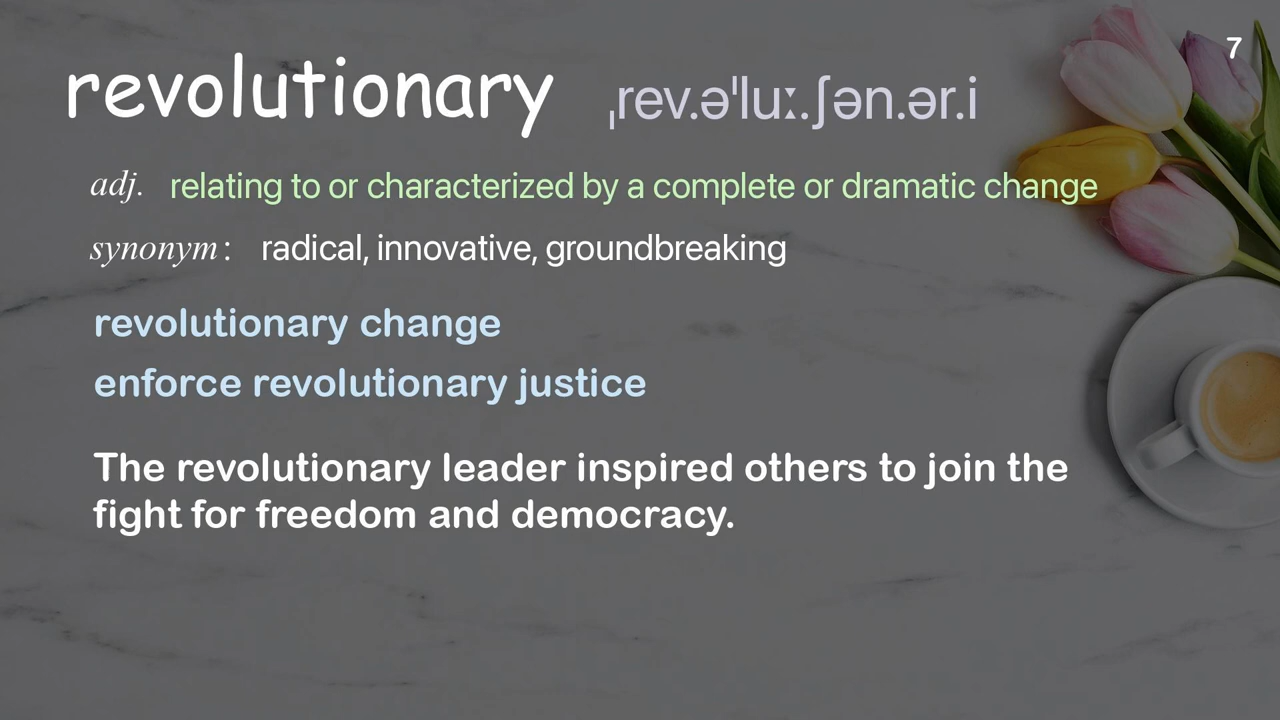 7
revolutionary ˌrev.əˈluː.ʃən.ər.i
adj. relating to or characterized by a complete or dramatic change
synonym: radical, innovative, groundbreaking
revolutionary change
enforce revolutionary justice
The revolutionary leader inspired others to join the
fight for freedom and democracy.